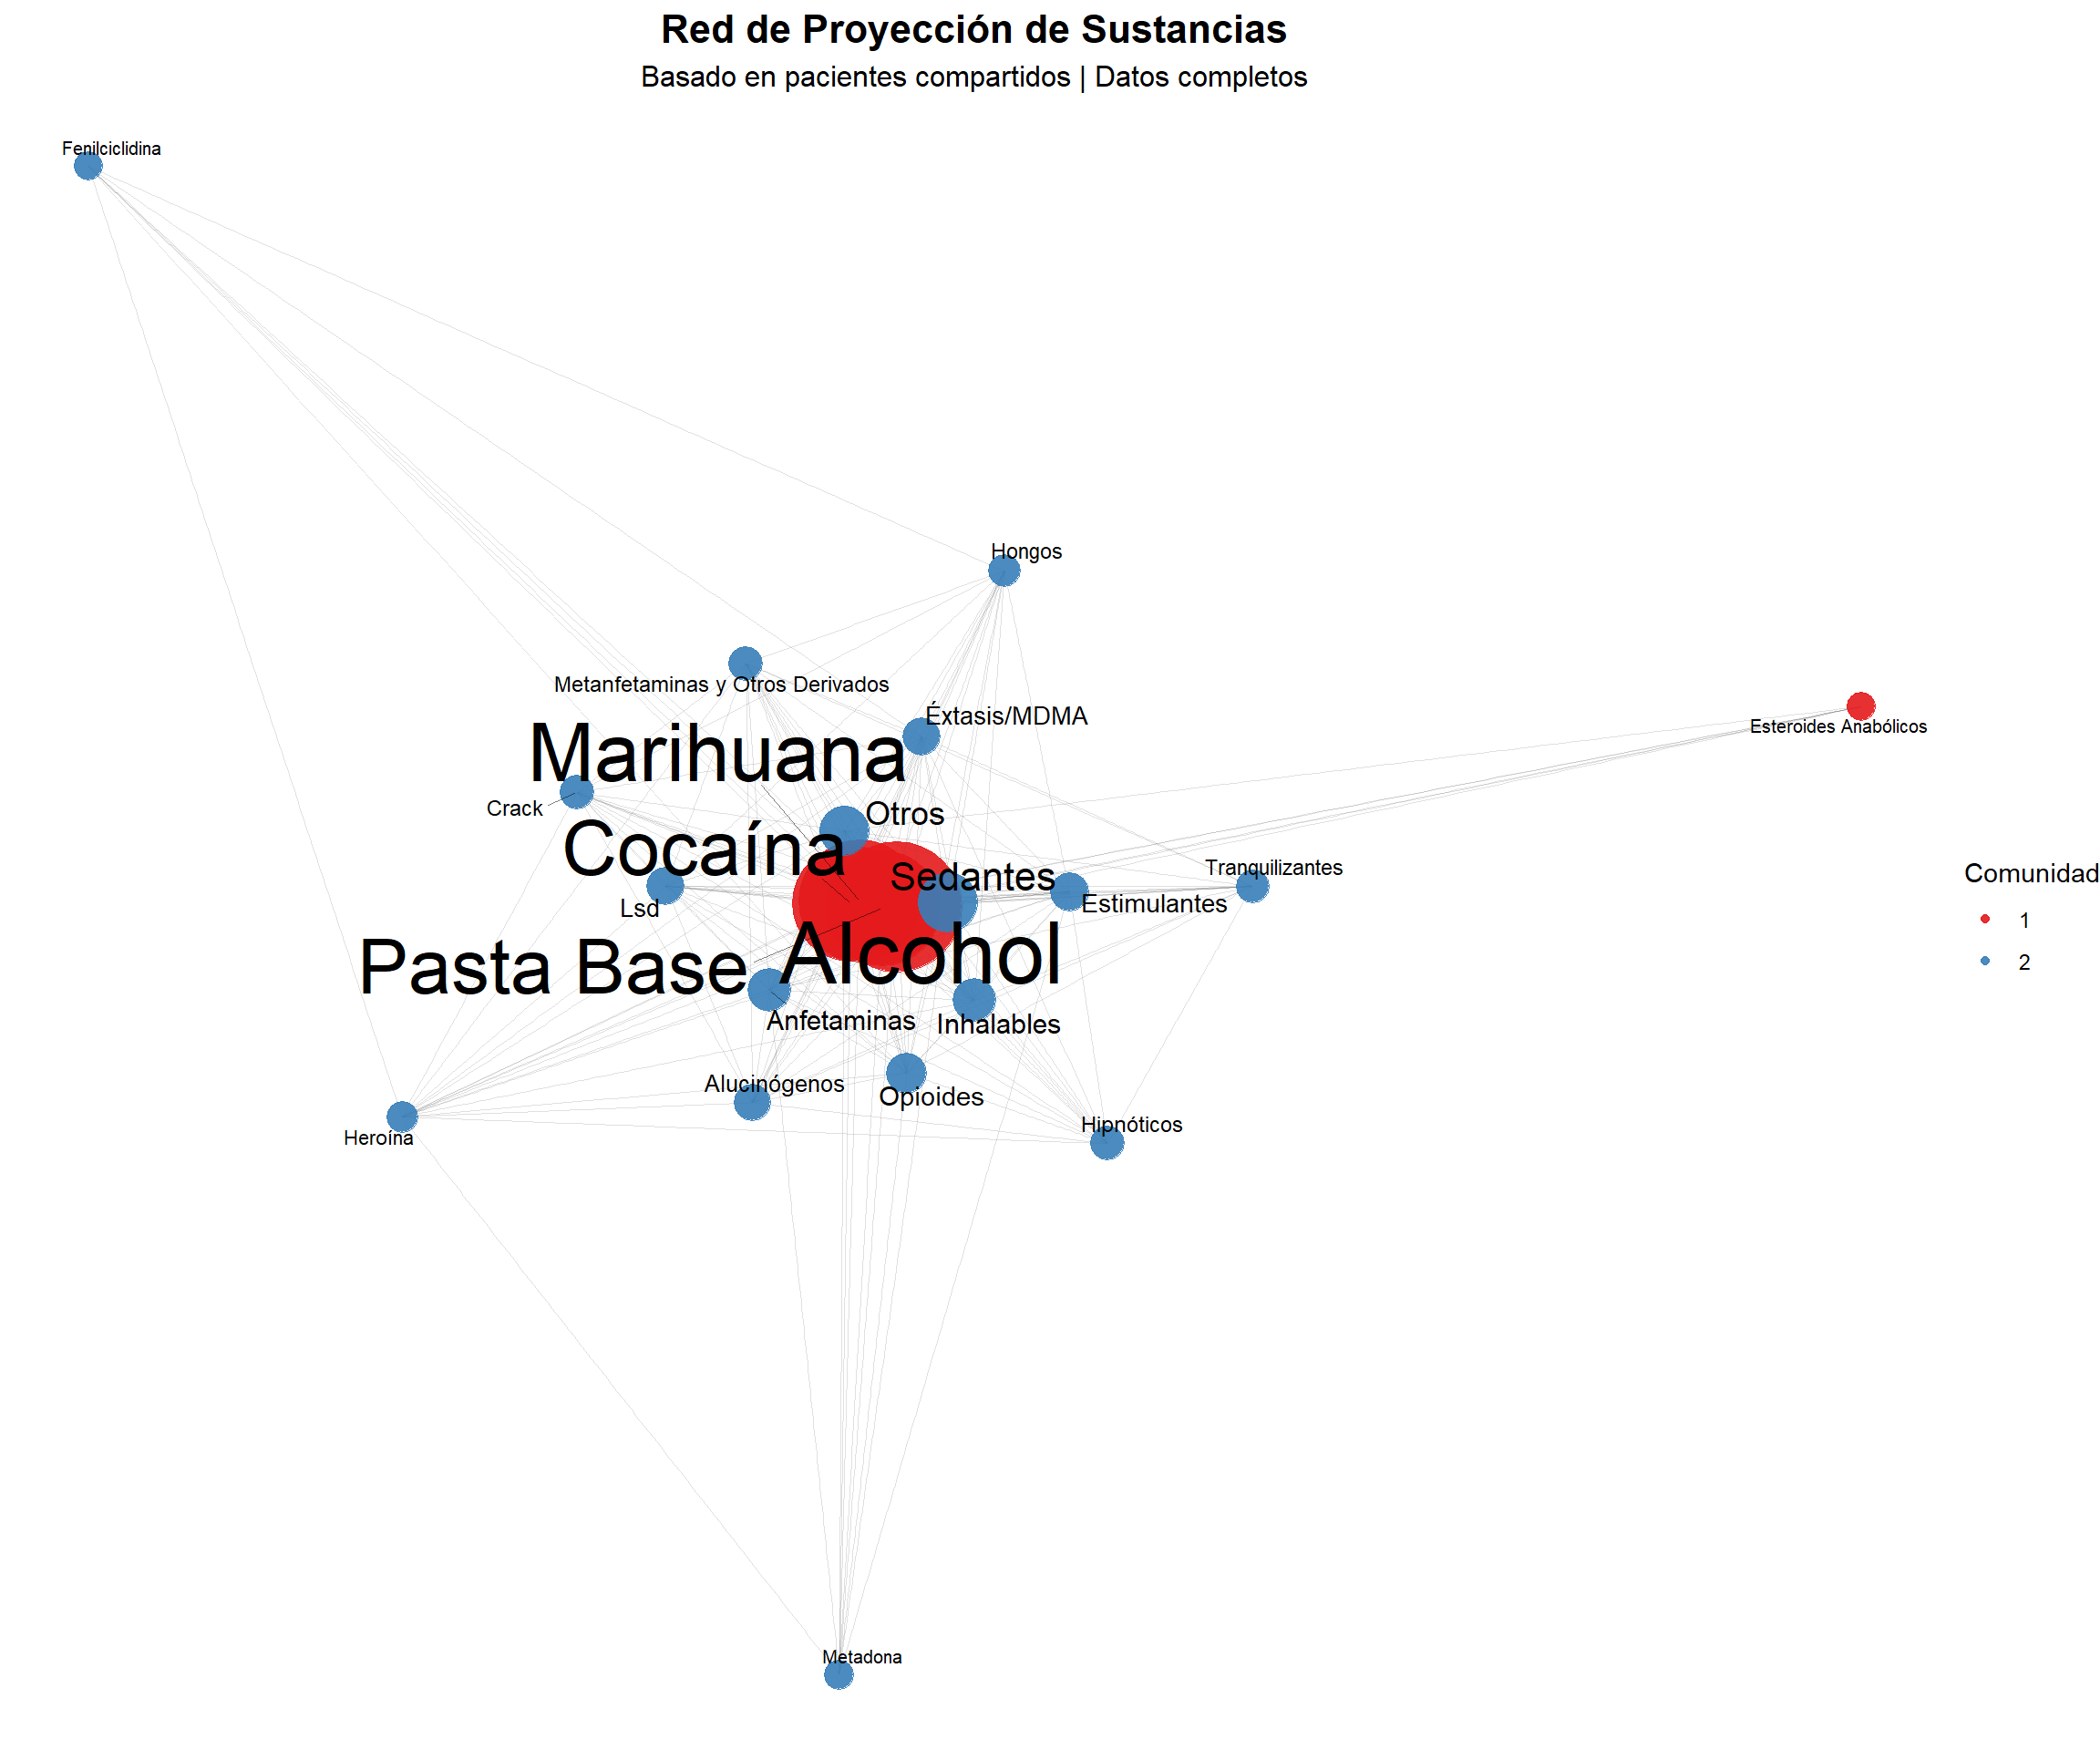 Red de Proyección de Sustancias
Basado en pacientes compartidos | Datos completos
Fenilciclidina
Hongos
Metanfetaminas y Otros Derivados
Éxtasis/MDMA
Esteroides Anabólicos
Marihuana
Crack
Otros
Cocaína
Sedantes
Tranquilizantes
Lsd
Estimulantes
Pasta Base
Alcohol
Anfetaminas
Inhalables
Alucinógenos
Opioides
Hipnóticos
Heroína
Metadona
Comunidad
1
2